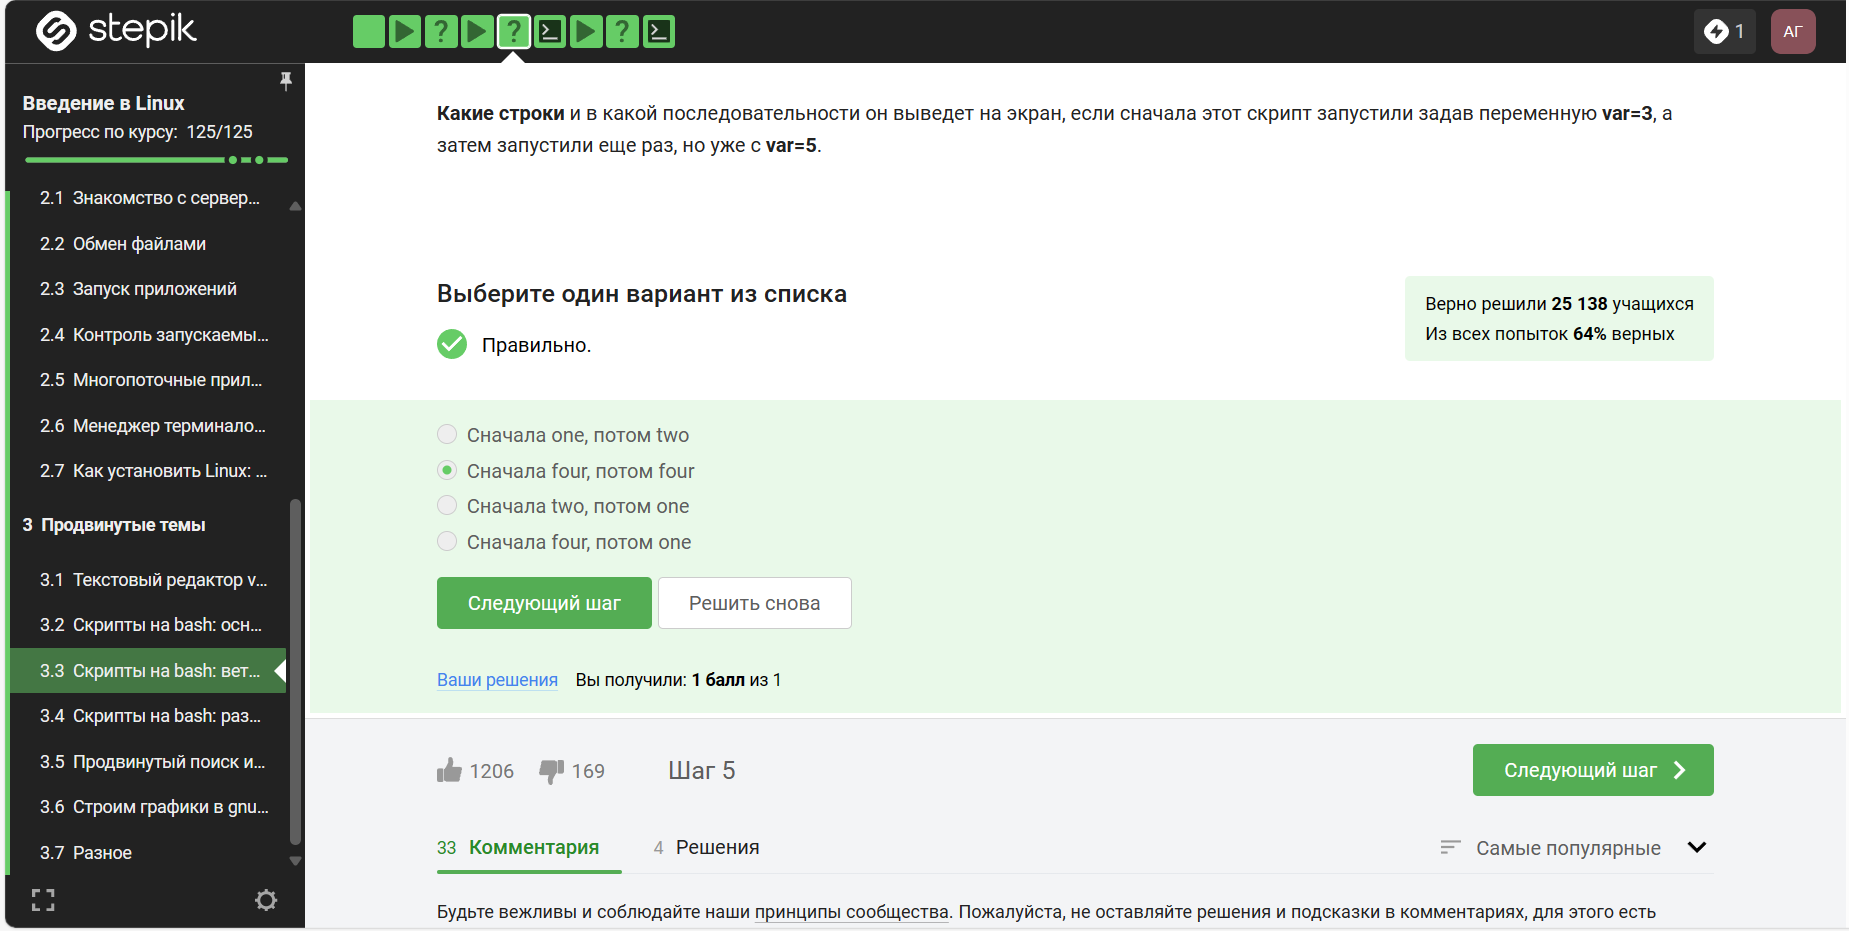 stepik
1
АГ
Введение в Linux
Прогресс по курсу: 125/125
2.1 Знакомство с сервер...
2.2 Обмен файлами
2.3 Запуск приложений
2.4 Контроль запускаемы...
2.5 Многопоточные прил...
2.6 Менеджер терминало...
2.7 Как установить Linux: ...
3 Продвинутые темы
3.1 Текстовый редактор v...
3.2 Скрипты на bash: осн...
3.3 Скрипты на bash: вет...
3.4 Скрипты на bash: раз...
3.5 Продвинутый поиск и...
3.6 Строим графики в gnu...
3.7 Разное
Какие строки и в какой последовательности он выведет на экран, если сначала этот скрипт запустили задав переменную var=3, а
затем запустили еще раз, но уже с var=5.
Выберите один вариант из списка
Правильно.
Верно решили 25 138 учащихся
Из всех попыток 64% верных
Сначала one, потом two
Сначала four, потом four
Сначала two, потом one
Сначала four, потом one
Следующий шаг
Решить снова
Ваши решения Вы получили: 1 балл из 1
1206 169 Шаг 5
Следующий шаг
33 Комментария 4 Решения
Самые популярные
Будьте вежливы и соблюдайте наши принципы сообщества. Пожалуйста, не оставляйте решения и подсказки в комментариях, для этого есть